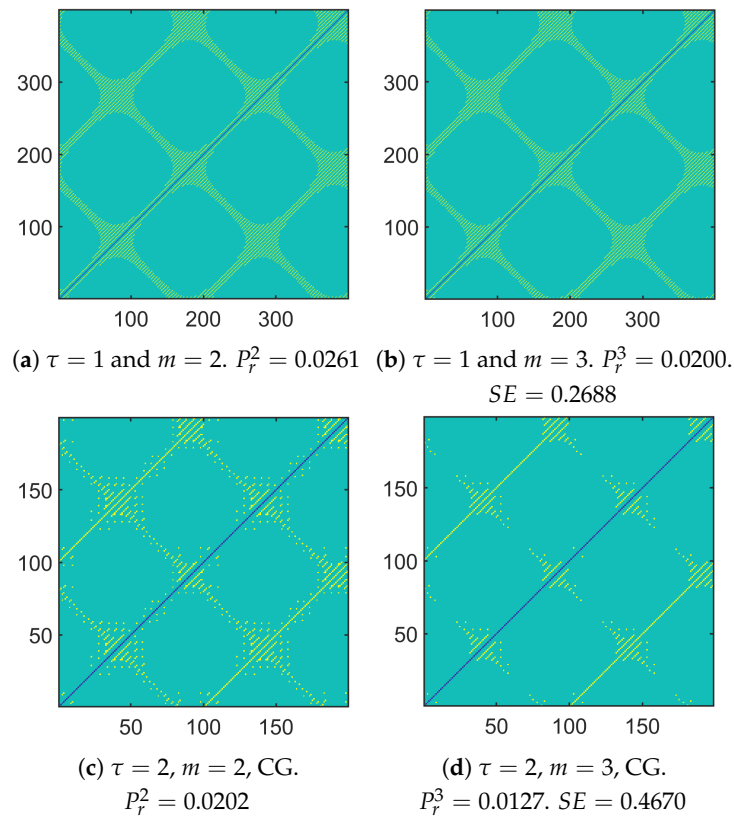 300
200
100
100 200 300
300
200
100
100 200 300
(a) τ = 1 and m = 2. P_r^2 = 0.0261
(b) τ = 1 and m = 3. P_r^3 = 0.0200.
SE = 0.2688
150
100
50
50 100 150
150
100
50
50 100 150
(c) τ = 2, m = 2, CG.
P_r^2 = 0.0202
(d) τ = 2, m = 3, CG.
P_r^3 = 0.0127. SE = 0.4670